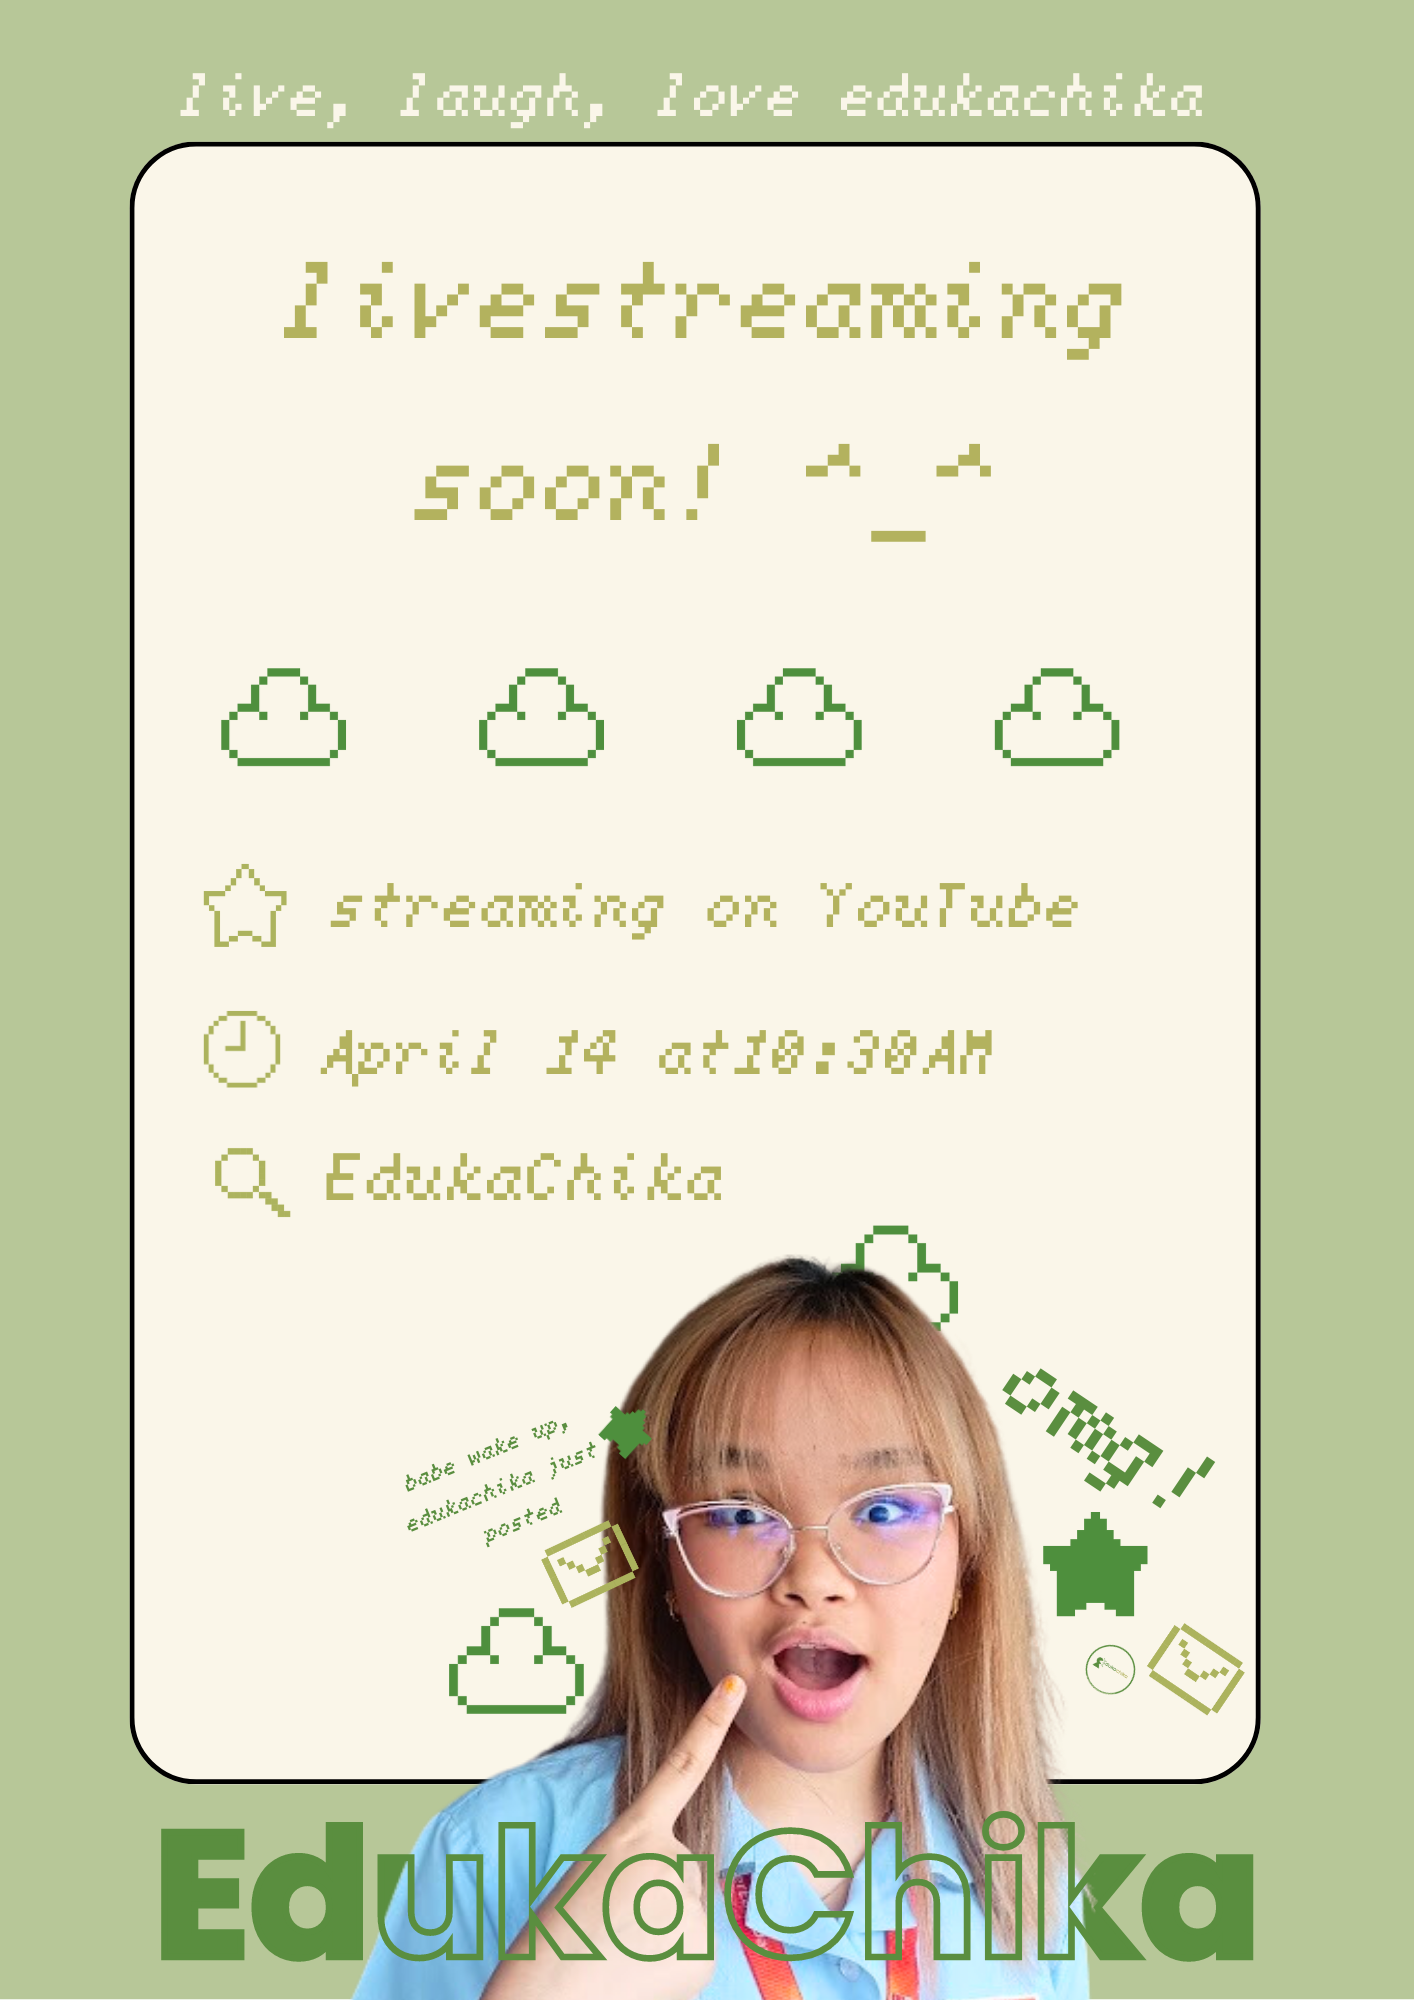 live, laugh, love edukachika
livestreaming
soon! ^_^
streaming on YouTube
April 14 at10:30AM
EdukaChika
babe wake up,
edukachika just
posted
omg!
EdukaChika